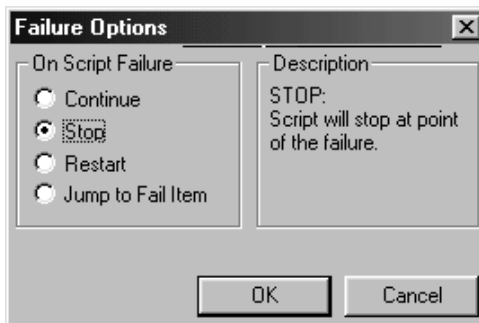 Failure Options
On Script Failure
Continue
Stop
Restart
Jump to Fail Item
Description
STOP:
Script will stop at point
of the failure.
OK
Cancel